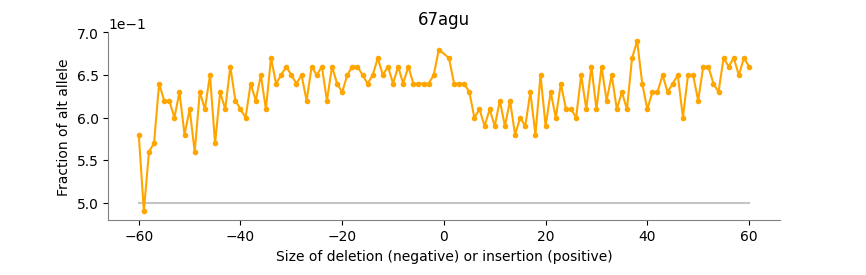 67agu
1e−1
7.0
6.5
6.0
5.5
5.0
Fraction of alt allele
−60 −40 −20 0 20 40 60
Size of deletion (negative) or insertion (positive)